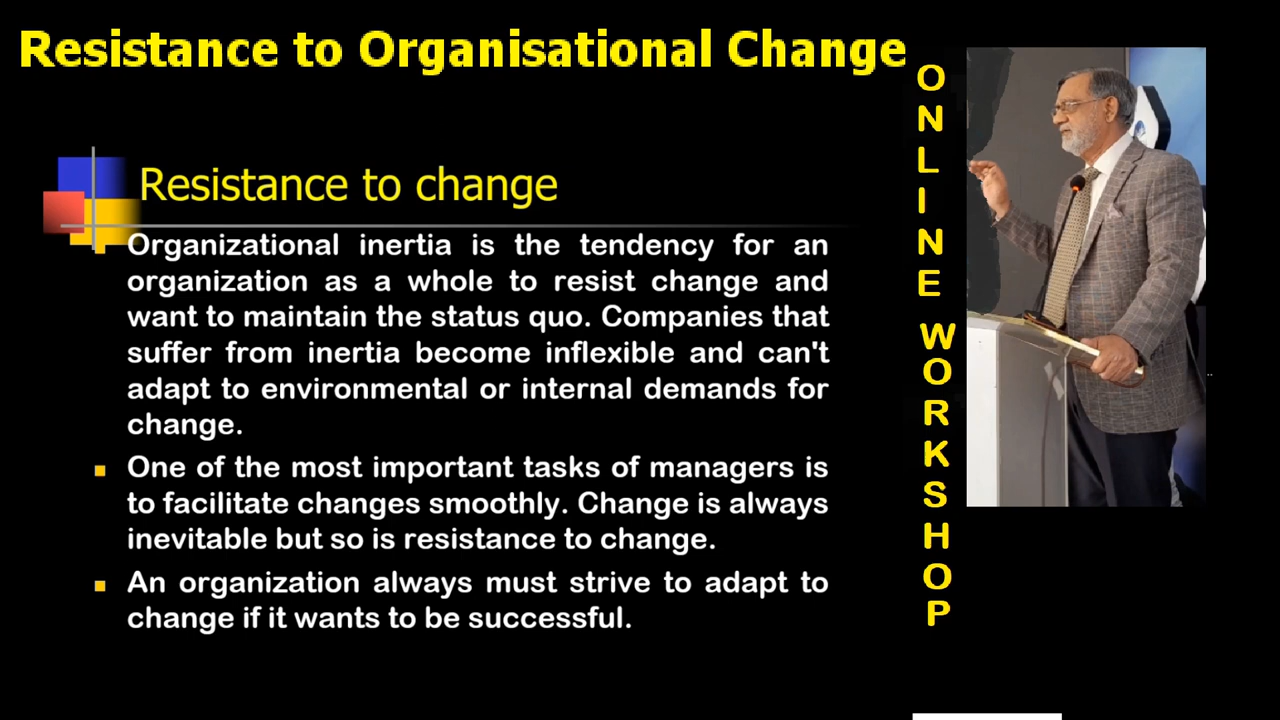 Resistance to Organisational Change
Resistance to change
Organizational inertia is the tendency for an
organization as a whole to resist change and
want to maintain the status quo. Companies that
suffer from inertia become inflexible and can't
adapt to environmental or internal demands for
change.
One of the most important tasks of managers is
to facilitate changes smoothly. Change is always
inevitable but so is resistance to change.
An organization always must strive to adapt to
change if it wants to be successful.
ONLINE WORKSHOP